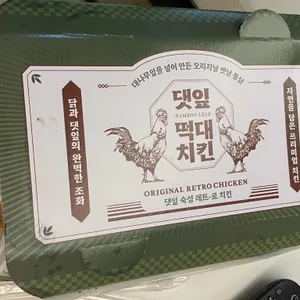 대나무잎을 넣어 만든 오리지널 옛날 통닭
댓잎
BAMBOO LEAF
떡대
치킨
ORIGINAL RETRO CHICKEN
댓잎 숙성 레트-로 치킨
닭과 댓잎의 완벽한 조화
자연을 담은 프리미엄 치킨